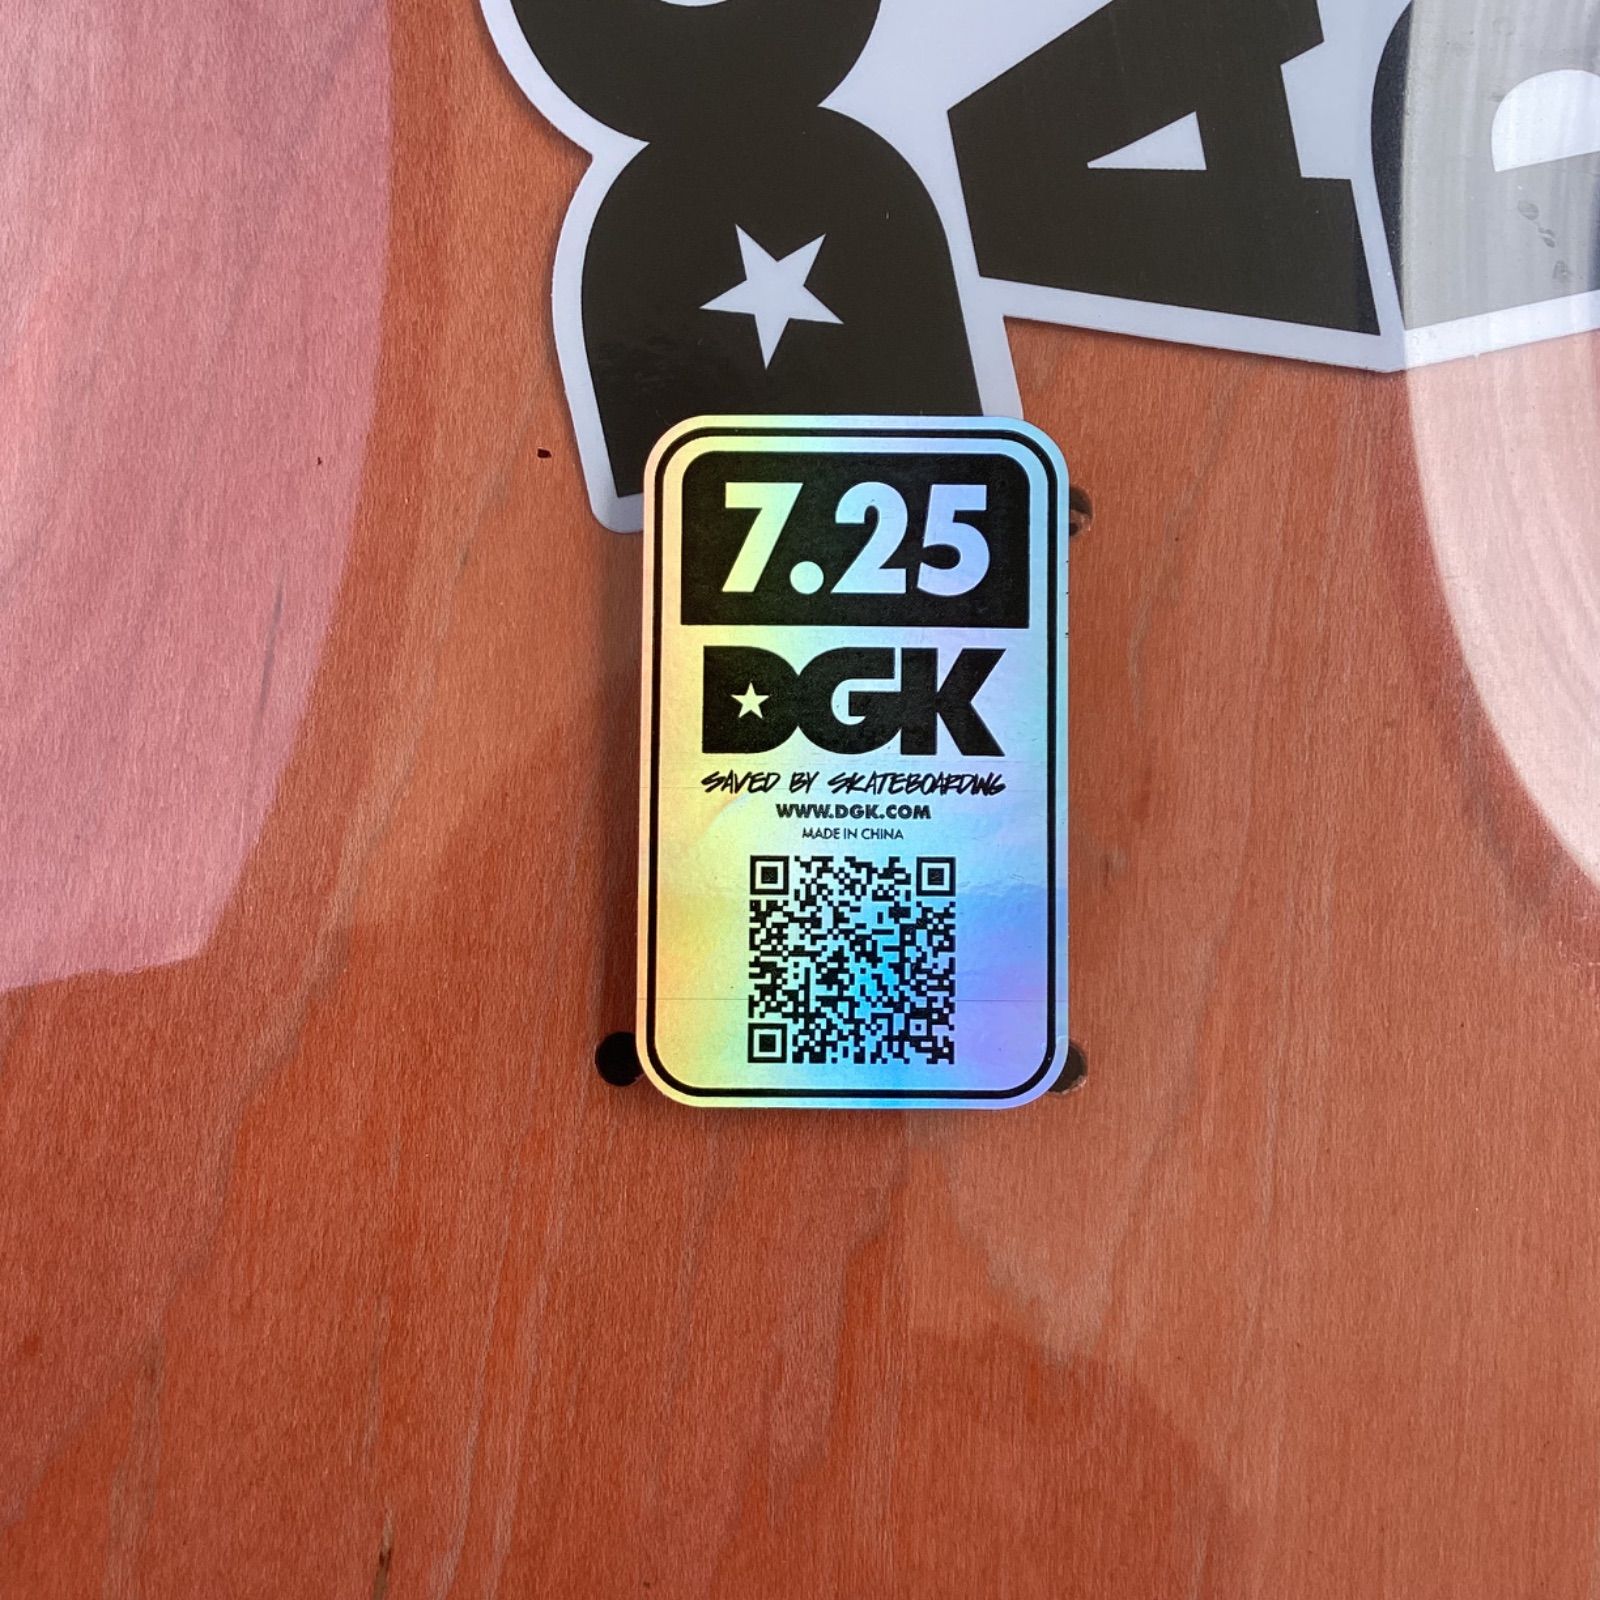 7.25
DGK
SAVED BY SKATEBOARDING
WWW.DGK.COM
MADE IN CHINA